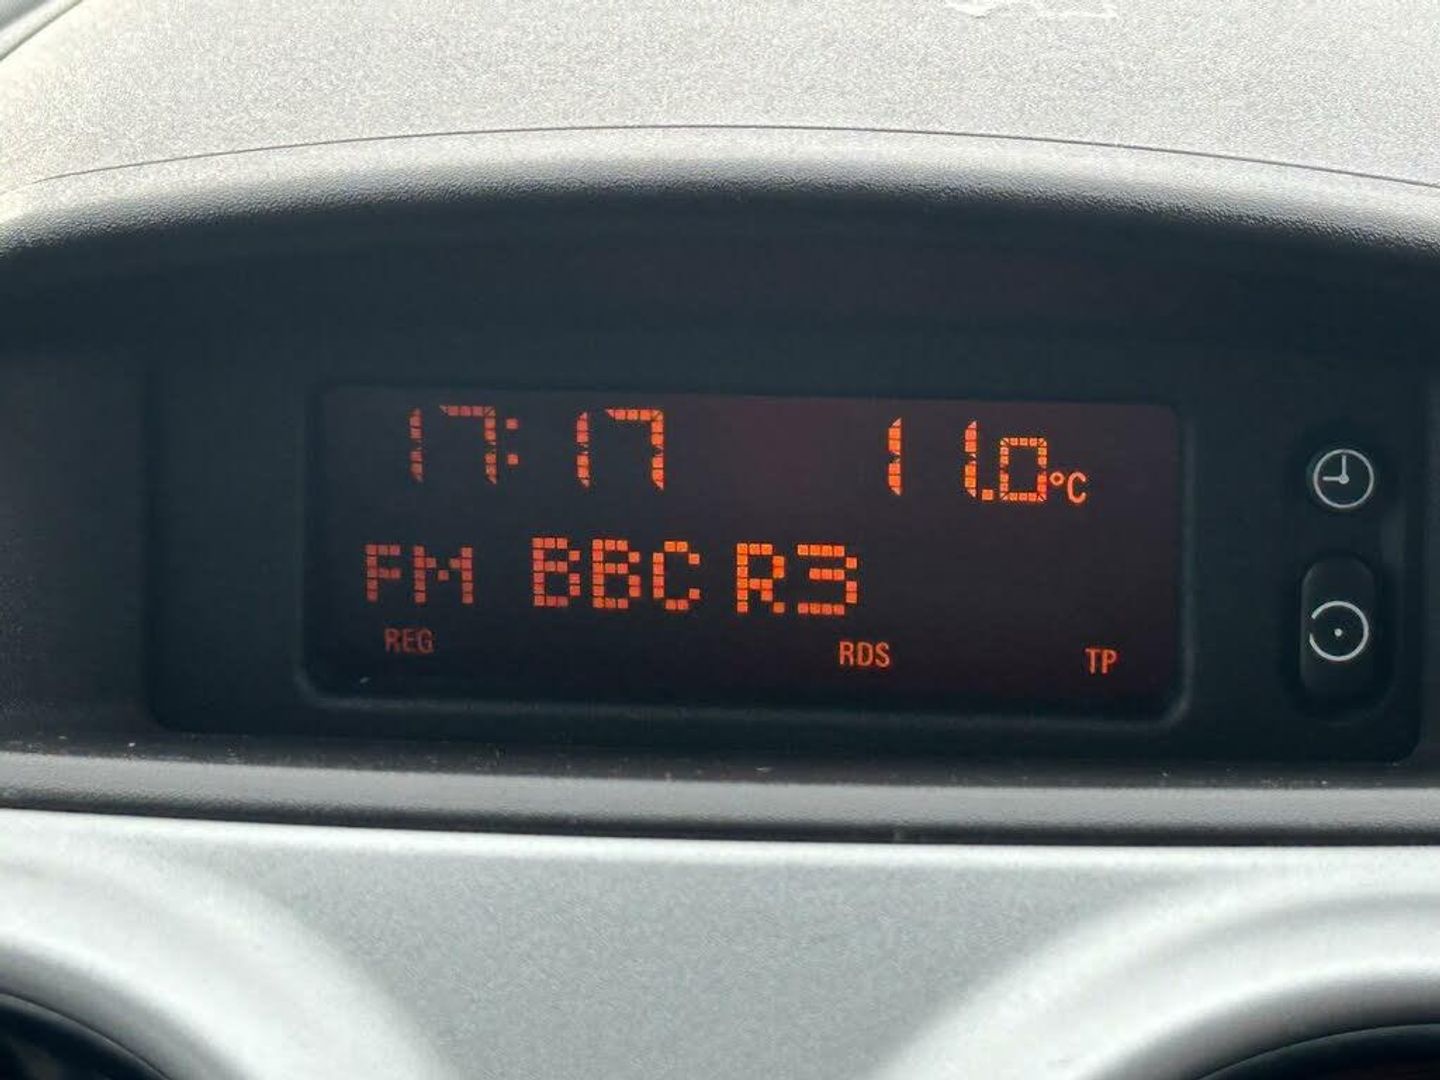 17:17 11.0°C
FM BBC R3
REG RDS TP